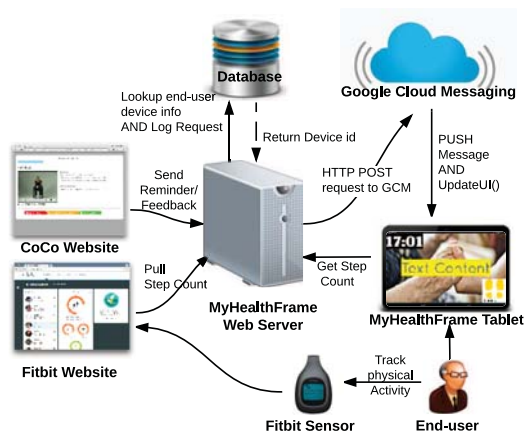 Database
Google Cloud Messaging
Lookup end-user
device info
AND Log Request
Return Device id
PUSH
Message
AND
UpdateUI()
HTTP POST
request to GCM
Send
Reminder/
Feedback
CoCo Website
17:01
Text Content
Pull
Step Count
Get Step
Count
MyHealthFrame
Web Server
MyHealthFrame Tablet
Fitbit Website
Track
physical
Activity
Fitbit Sensor
End-user